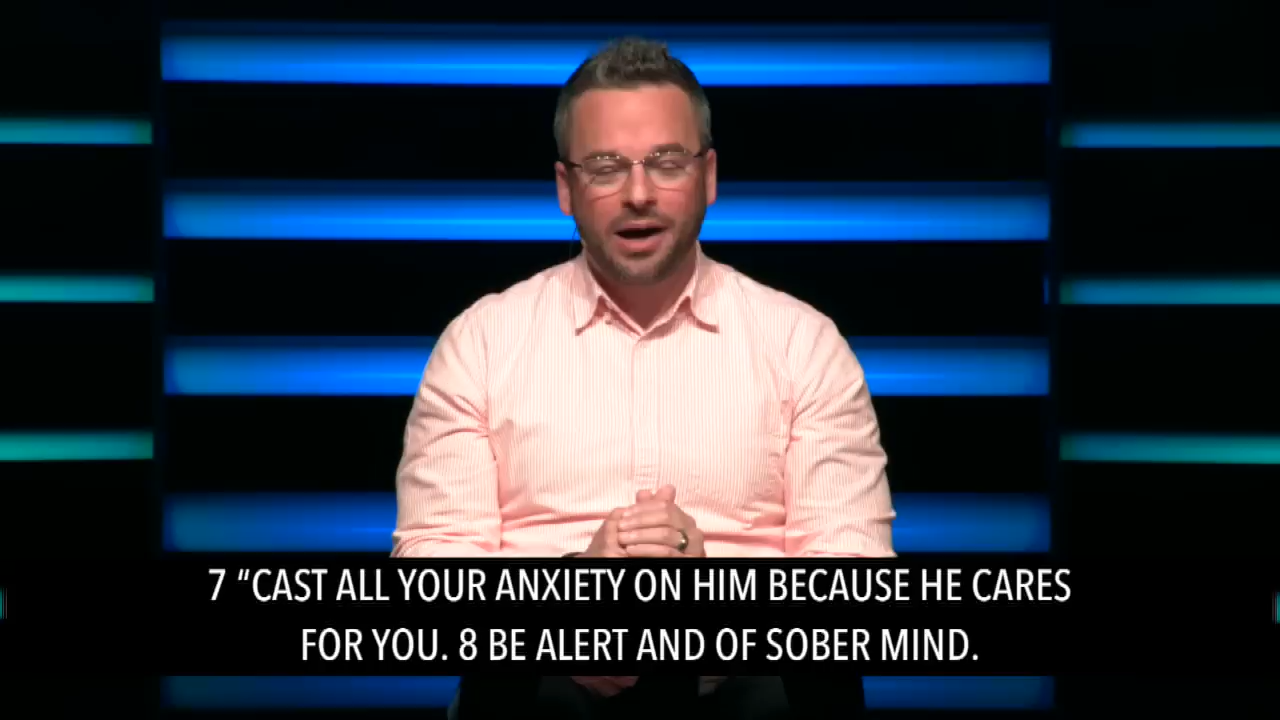 7 “CAST ALL YOUR ANXIETY ON HIM BECAUSE HE CARES
FOR YOU. 8 BE ALERT AND OF SOBER MIND.